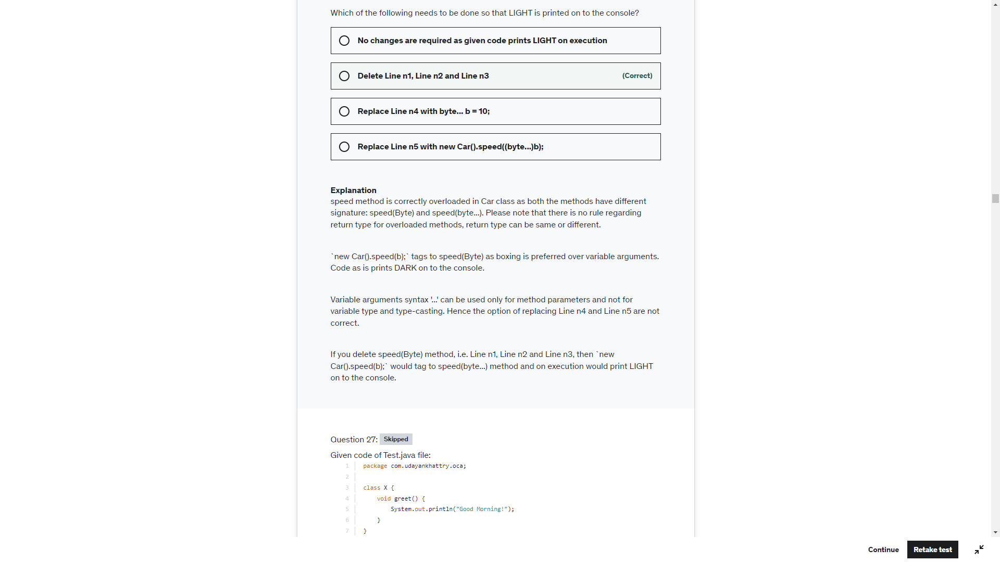 Which of the following needs to be done so that LIGHT is printed on to the console?
No changes are required as given code prints LIGHT on execution
Delete Line n1, Line n2 and Line n3 (Correct)
Replace Line n4 with byte... b = 10;
Replace Line n5 with new Car().speed((byte...)b);
Explanation
speed method is correctly overloaded in Car class as both the methods have different
signature: speed(Byte) and speed(byte...). Please note that there is no rule regarding
return type for overloaded methods, return type can be same or different.
`new Car().speed(b);` tags to speed(Byte) as boxing is preferred over variable arguments.
Code as is prints DARK on to the console.
Variable arguments syntax '...' can be used only for method parameters and not for
variable type and type-casting. Hence the option of replacing Line n4 and Line n5 are not
correct.
If you delete speed(Byte) method, i.e. Line n1, Line n2 and Line n3, then `new
Car().speed(b);` would tag to speed(byte...) method and on execution would print LIGHT
on to the console.
Question 27: Skipped
Given code of Test.java file:
1 package com.udayankhattry.oca;
2
3 class X {
4 void greet() {
5 System.out.println("Good Morning!");
6 }
7 }
Continue Retake test